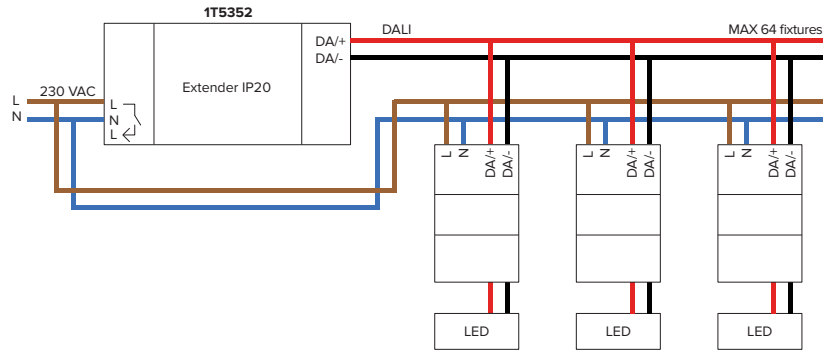 1T5352
DA/+ DALI MAX 64 fixtures
DA/-
Extender IP20
230 VAC
L L
N N
L
L N DA/+ DA/- L N DA/+ DA/- L N DA/+ DA/-
LED LED LED